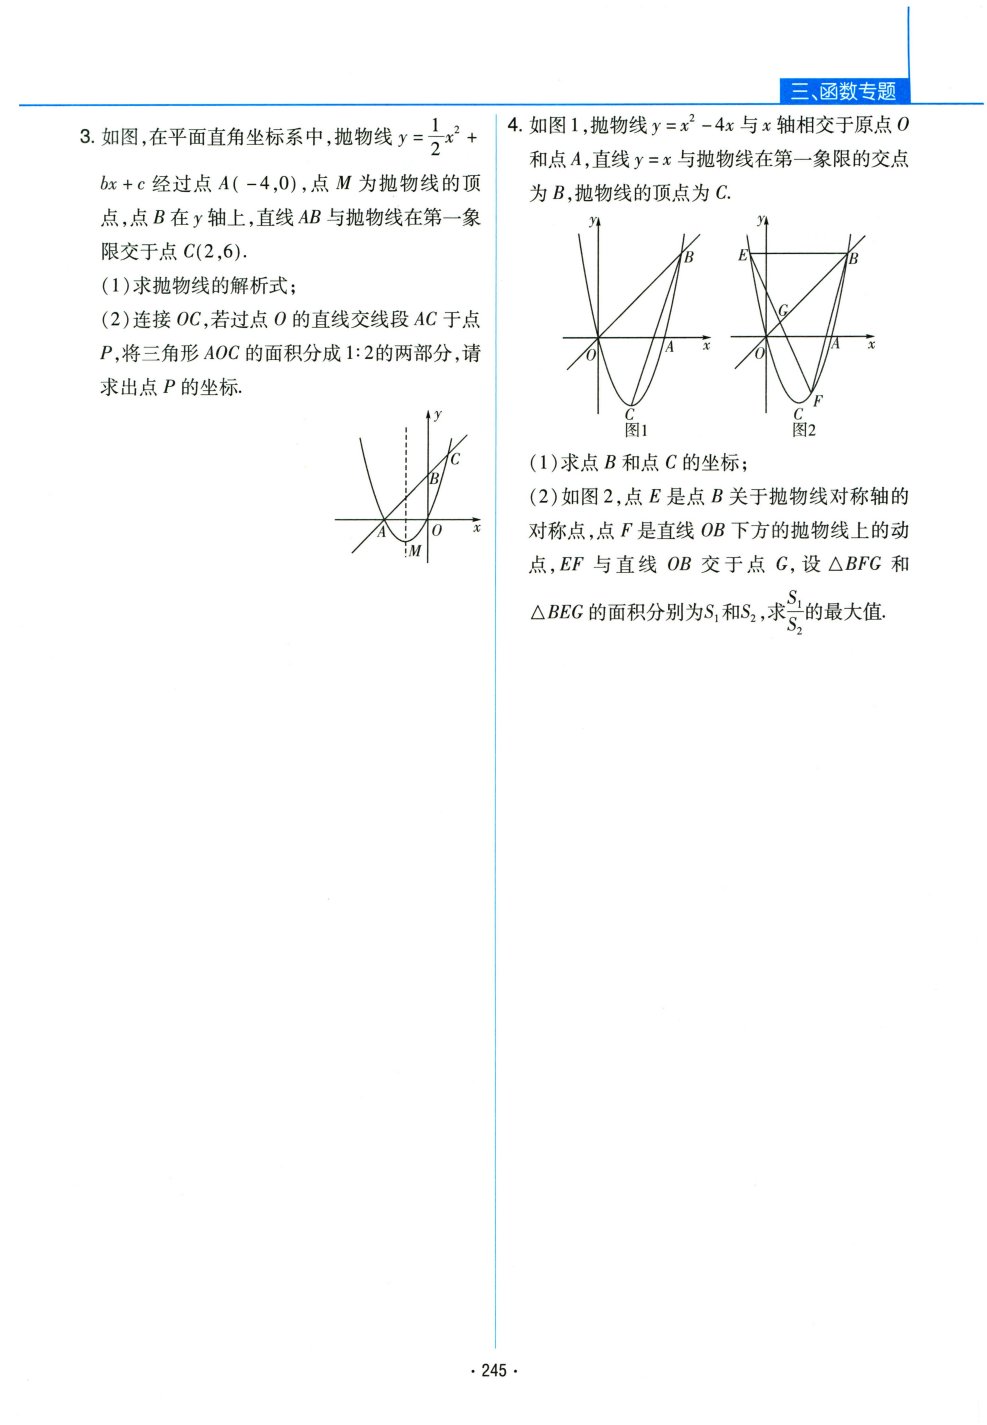 三、函数专题
3. 如图,在平面直角坐标系中,抛物线 y = \frac{1}{2}x² +
bx + c 经过点 A( -4,0),点 M 为抛物线的顶
点,点 B 在 y 轴上,直线 AB 与抛物线在第一象
限交于点 C(2,6).
(1)求抛物线的解析式;
(2)连接 OC,若过点 O 的直线交线段 AC 于点
P,将三角形 AOC 的面积分成 1∶2的两部分,请
求出点 P 的坐标.
y
C
B
A
O
x
M
4. 如图 1,抛物线 y = x² - 4x 与 x 轴相交于原点 O
和点 A,直线 y = x 与抛物线在第一象限的交点
为 B,抛物线的顶点为 C.
y
B
O
A
x
C
图1
y
E
B
G
O
A
x
F
C
图2
(1)求点 B 和点 C 的坐标;
(2)如图 2,点 E 是点 B 关于抛物线对称轴的
对称点,点 F 是直线 OB 下方的抛物线上的动
点,EF 与直线 OB 交于点 G,设 △BFG 和
△BEG 的面积分别为S₁和S₂,求\frac{S₁}{S₂}的最大值.
· 245 ·